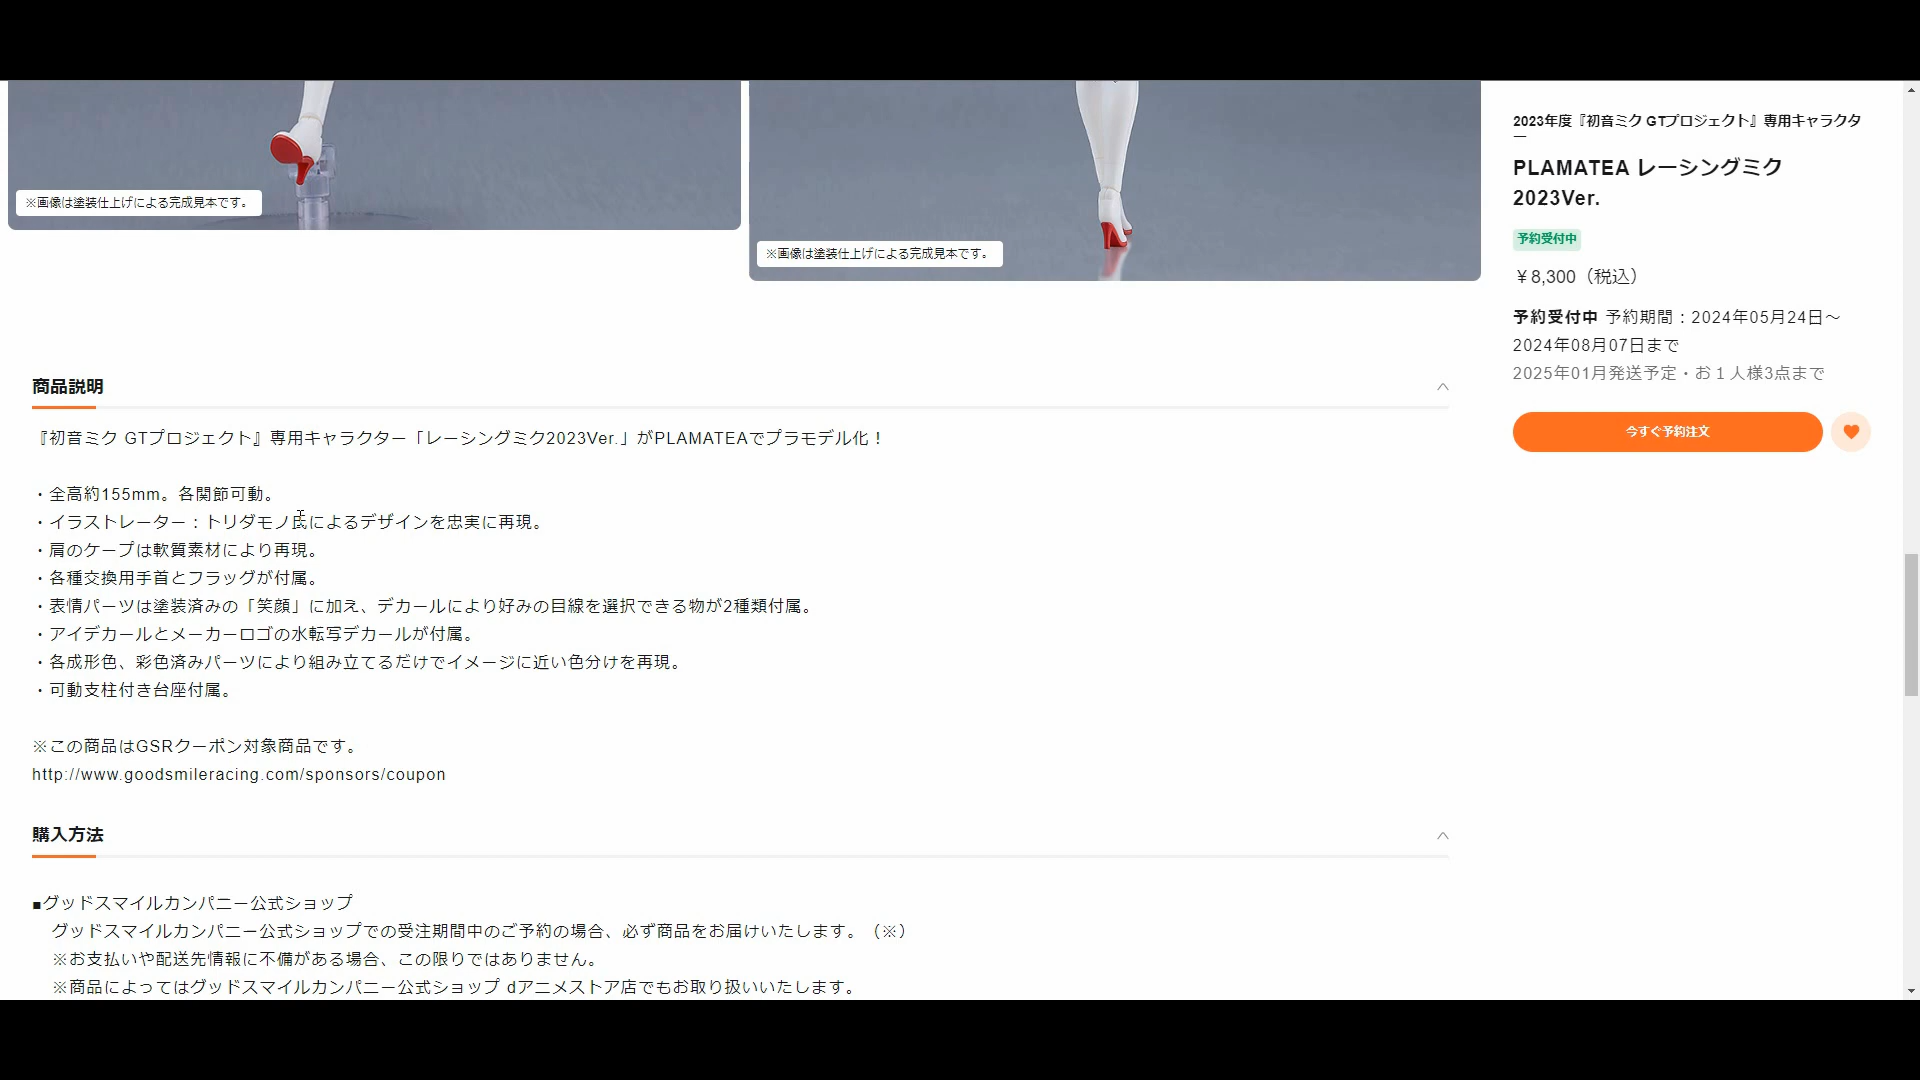 ※画像は塗装仕上げによる完成見本です。
※画像は塗装仕上げによる完成見本です。
2023年度『初音ミク GTプロジェクト』専用キャラクタ
ー
PLAMATEA レーシングミク
2023Ver.
予約受付中
￥8,300（税込）
予約受付中 予約期間：2024年05月24日〜
2024年08月07日まで
2025年01月発送予定・お１人様3点まで
今すぐ予約注文
商品説明
『初音ミク GTプロジェクト』専用キャラクター「レーシングミク2023Ver.」がPLAMATEAでプラモデル化！
・全高約155mm。各関節可動。
・イラストレーター：トリダモノ氏によるデザインを忠実に再現。
・肩のケープは軟質素材により再現。
・各種交換用手首とフラッグが付属。
・表情パーツは塗装済みの「笑顔」に加え、デカールにより好みの目線を選択できる物が2種類付属。
・アイデカールとメーカーロゴの水転写デカールが付属。
・各成形色、彩色済みパーツにより組み立てるだけでイメージに近い色分けを再現。
・可動支柱付き台座付属。
※この商品はGSRクーポン対象商品です。
http://www.goodsmileracing.com/sponsors/coupon
購入方法
■グッドスマイルカンパニー公式ショップ
グッドスマイルカンパニー公式ショップでの受注期間中のご予約の場合、必ず商品をお届けいたします。（※）
※お支払いや配送先情報に不備がある場合、この限りではありません。
※商品によってはグッドスマイルカンパニー公式ショップ dアニメストア店でもお取り扱いいたします。